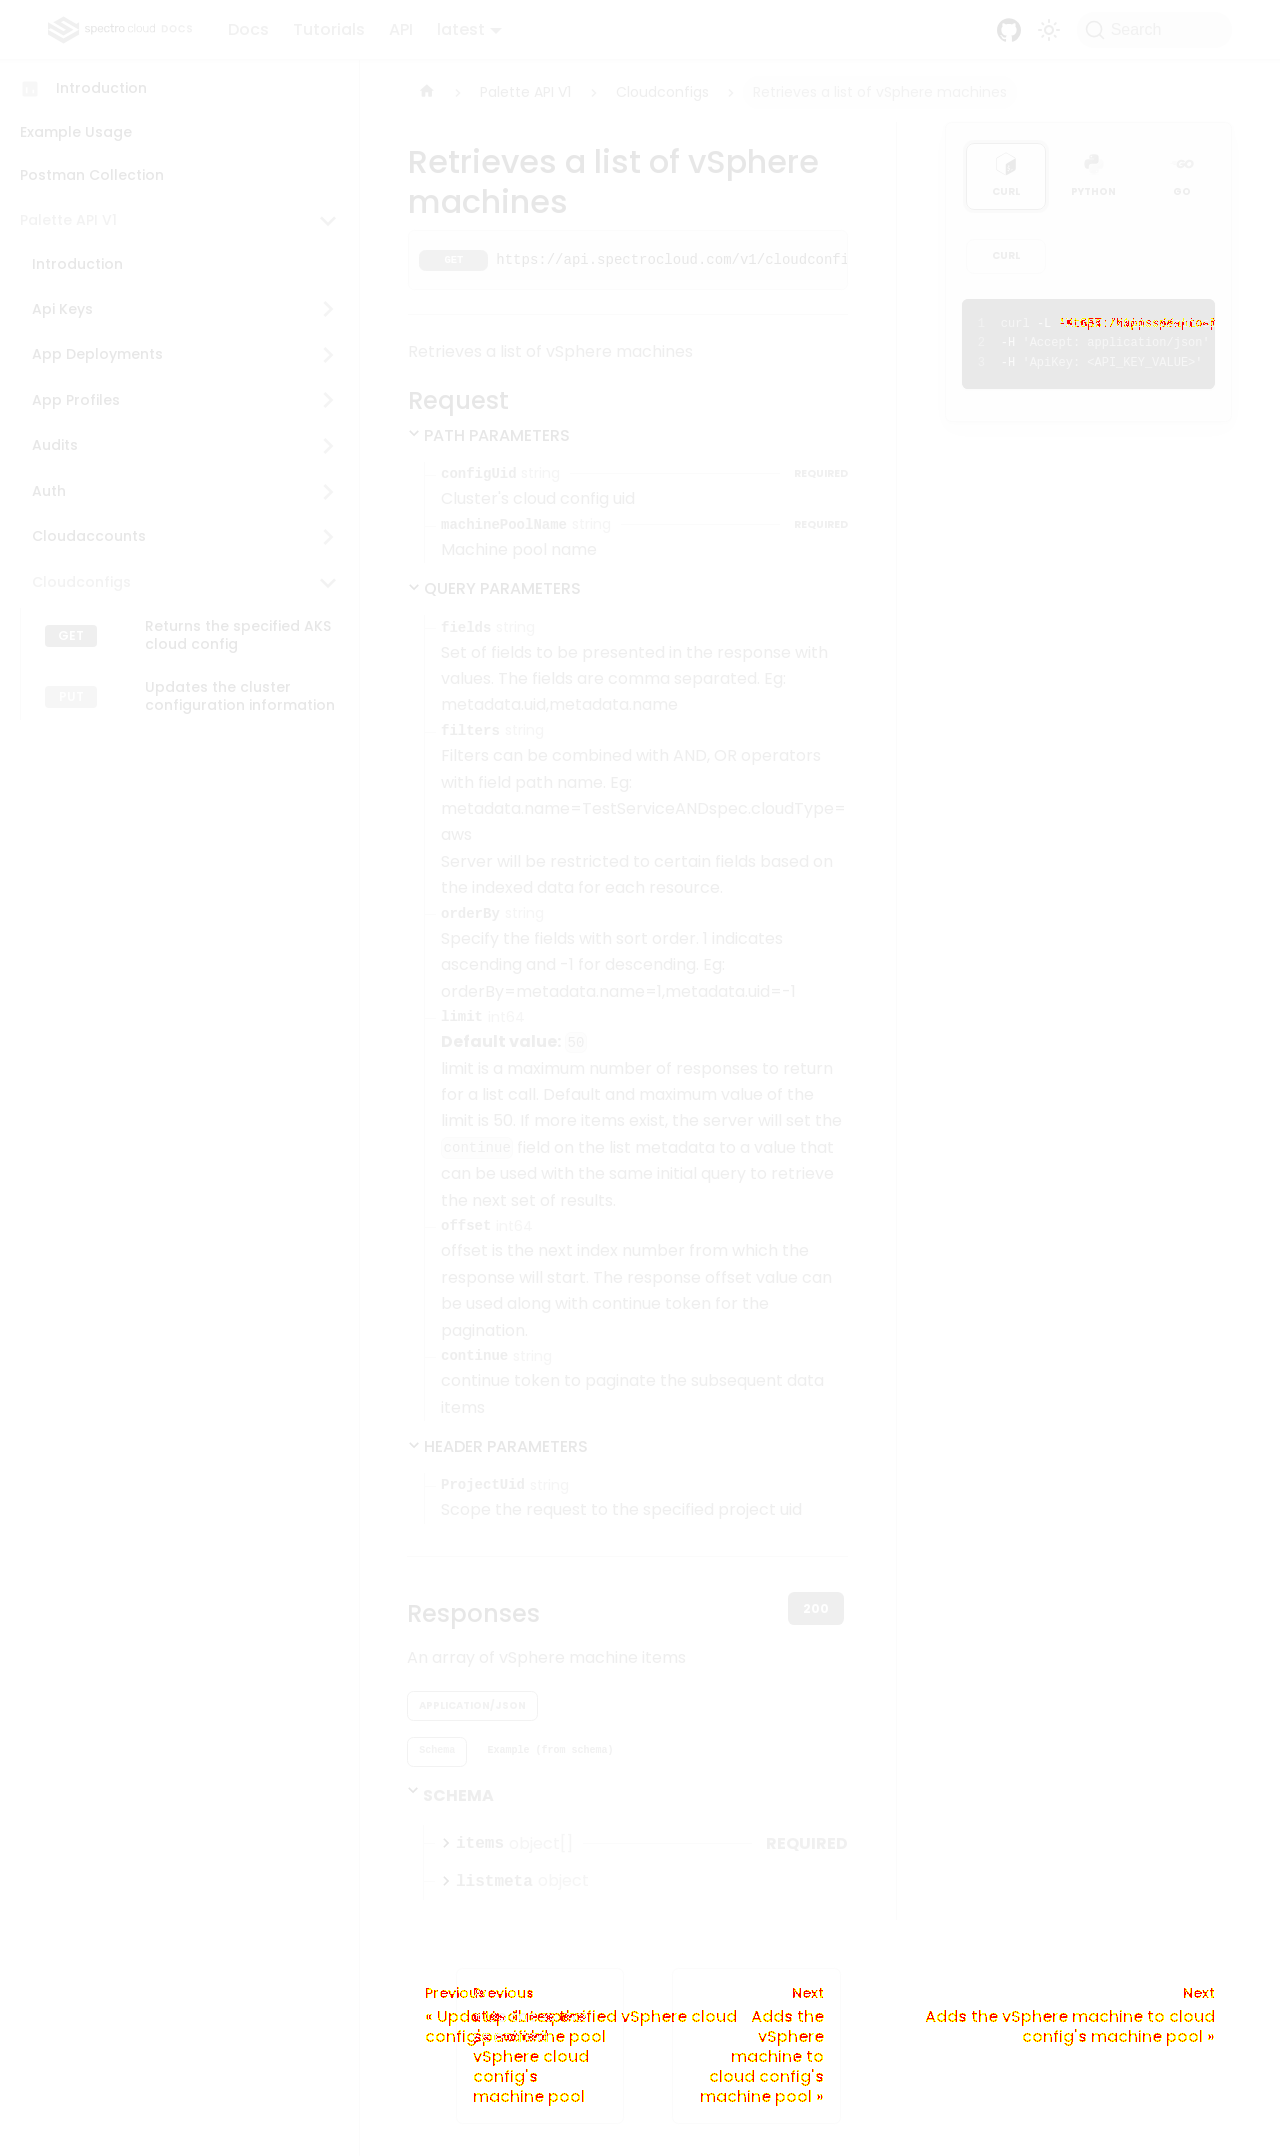 spectro cloud DOCS
Docs
Tutorials
API
latest
Search
Introduction
Example Usage
Postman Collection
Palette API V1
Introduction
Api Keys
App Deployments
App Profiles
Audits
Auth
Cloudaccounts
Cloudconfigs
GET
Returns the specified AKS
cloud config
PUT
Updates the cluster
configuration information
Palette API V1
Cloudconfigs
Retrieves a list of vSphere machines
Retrieves a list of vSphere
machines
GET https://api.spectrocloud.com/v1/cloudconfi
Retrieves a list of vSphere machines
Request
PATH PARAMETERS
configUid string REQUIRED
Cluster's cloud config uid
machinePoolName string REQUIRED
Machine pool name
QUERY PARAMETERS
fields string
Set of fields to be presented in the response with
values. The fields are comma separated. Eg:
metadata.uid,metadata.name
filters string
Filters can be combined with AND, OR operators
with field path name. Eg:
metadata.name=TestServiceANDspec.cloudType=
aws
Server will be restricted to certain fields based on
the indexed data for each resource.
orderBy string
Specify the fields with sort order. 1 indicates
ascending and -1 for descending. Eg:
orderBy=metadata.name=1,metadata.uid=-1
limit int64
Default value: 50
limit is a maximum number of responses to return
for a list call. Default and maximum value of the
limit is 50. If more items exist, the server will set the
continue field on the list metadata to a value that
can be used with the same initial query to retrieve
the next set of results.
offset int64
offset is the next index number from which the
response will start. The response offset value can
be used along with continue token for the
pagination.
continue string
continue token to paginate the subsequent data
items
HEADER PARAMETERS
ProjectUid string
Scope the request to the specified project uid
Responses
200
An array of vSphere machine items
APPLICATION/JSON
Schema
Example (from schema)
SCHEMA
items object[] REQUIRED
listmeta object
CURL
PYTHON
GO
CURL
1 curl -L
2 -H 'Accept: application/json'
3 -H 'ApiKey: <API_KEY_VALUE>'
Previous
Previous
specified vSphere cloud
config's
vSphere cloud
config's
machine pool
Next
Adds the
vSphere
machine to
cloud config's
machine pool »
Next
Adds the vSphere machine to cloud
config's machine pool »